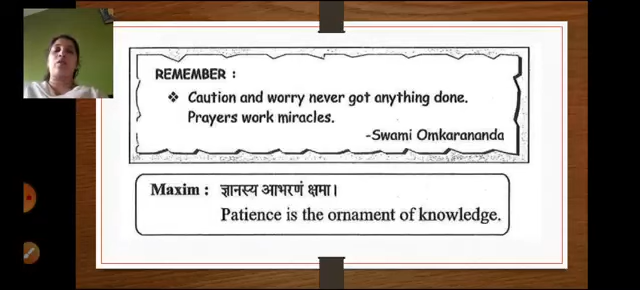 REMEMBER :
❖ Caution and worry never got anything done.
Prayers work miracles.
-Swami Omkarananda
Maxim : ज्ञानस्य आभरणं क्षमा।
Patience is the ornament of knowledge.